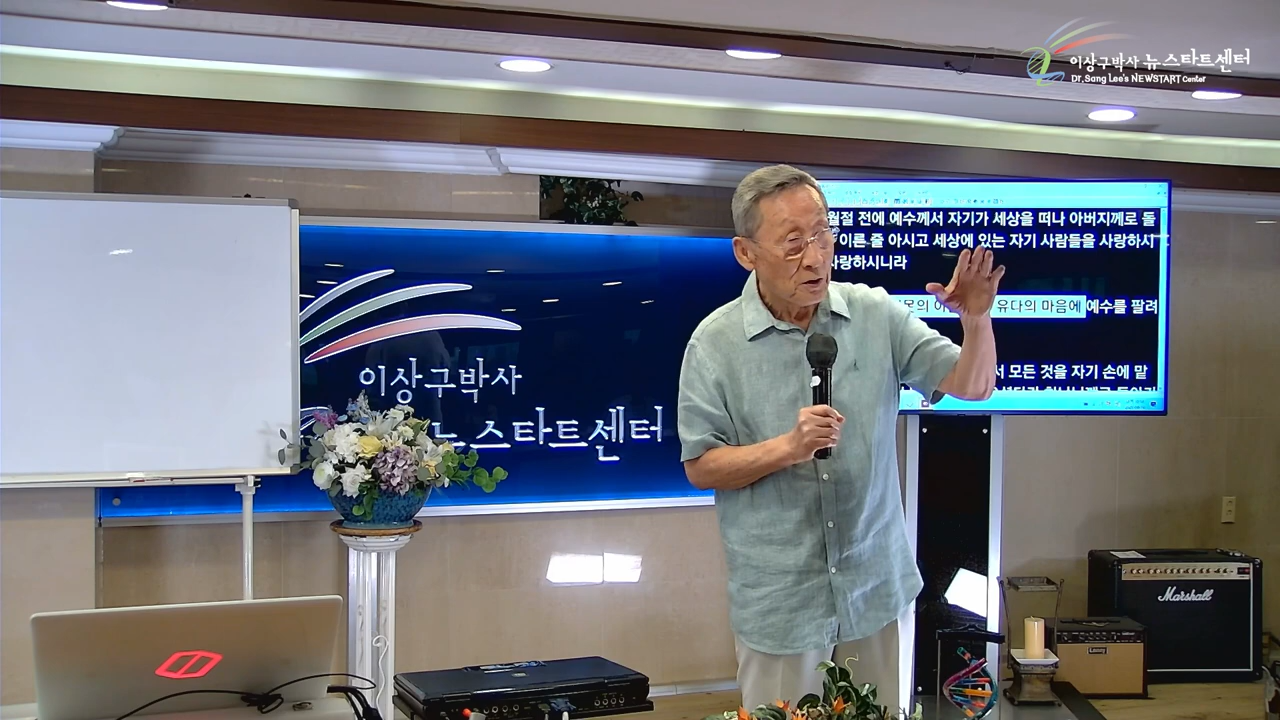 이상구박사 뉴스타트센터
Dr. Sang Lee's NEWSTART Center
월절 전에 예수께서 자기가 세상을 떠나 아버지께로 돌
이른 줄 아시고 세상에 있는 자기 사람들을 사랑하시
사랑하시니라
유다의 마음에 예수를 팔려
모든 것을 자기 손에 맡
이상구박사
뉴스타트센터
Marshall
Laney